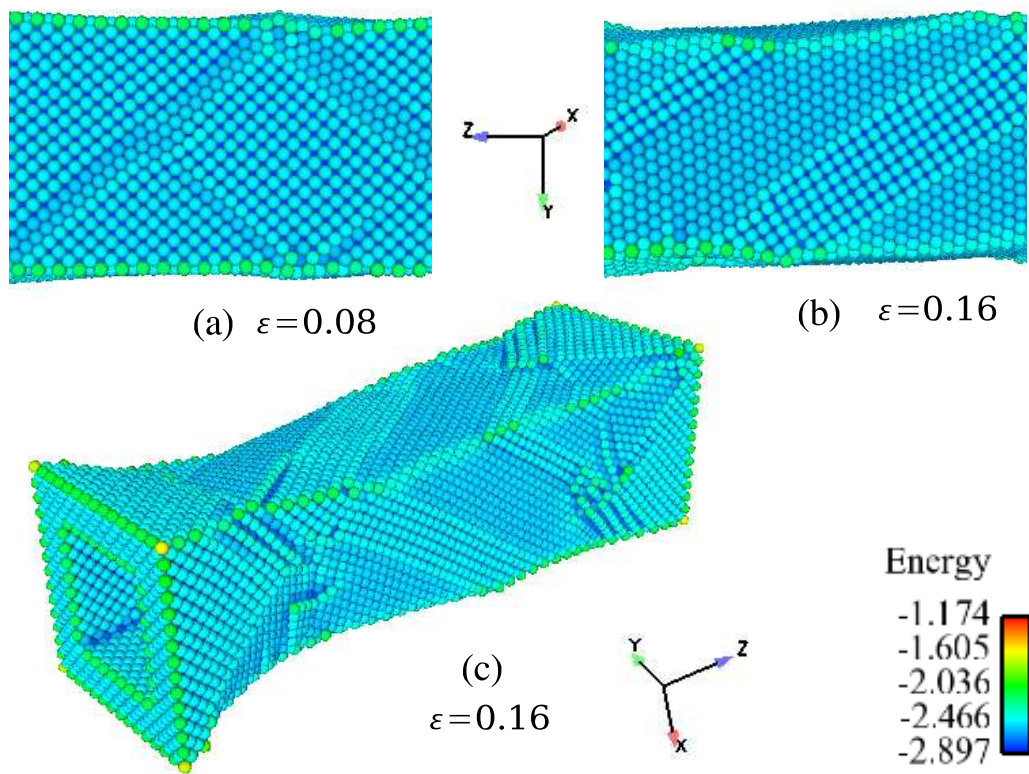 Z
X
Y
(a) ε=0.08
(b) ε=0.16
Energy
-1.174
-1.605
-2.036
-2.466
-2.897
(c)
ε=0.16
Y
Z
X